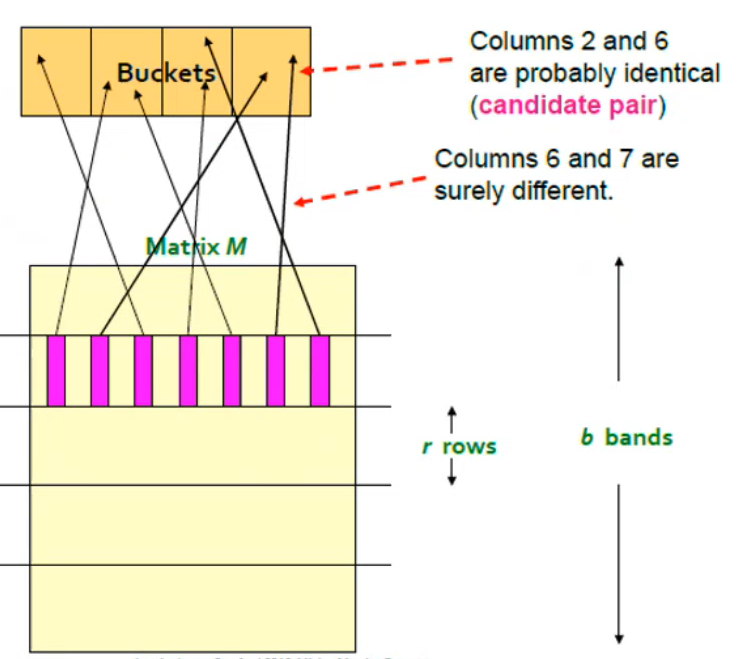 Columns 2 and 6
are probably identical
(candidate pair)
Buckets
Columns 6 and 7 are
surely different.
Matrix M
r rows
b bands